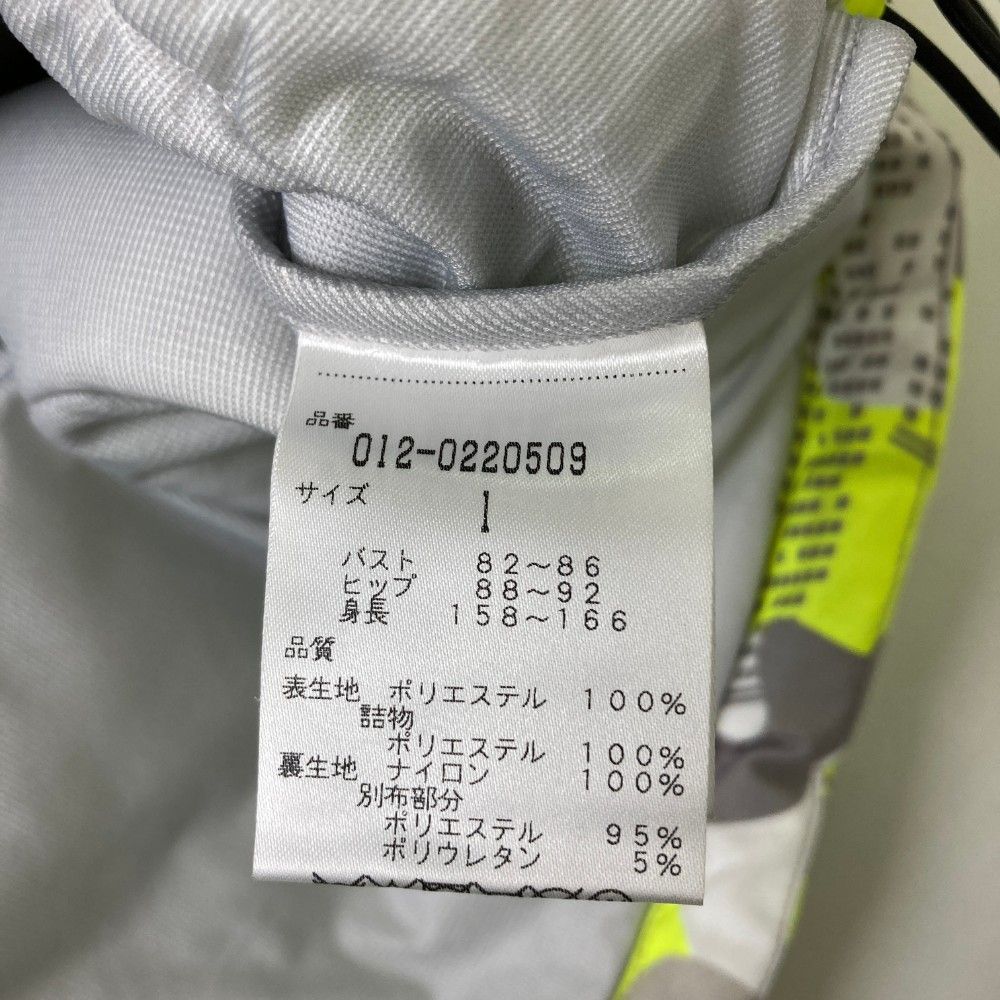 品番
012-0220509
サイズ 1
バスト 82～86
ヒップ 88～92
身長 158～166
品質
表生地 ポリエステル 100%
詰物
ポリエステル 100%
裏生地 ナイロン 100%
別布部分
ポリエステル 95%
ポリウレタン 5%